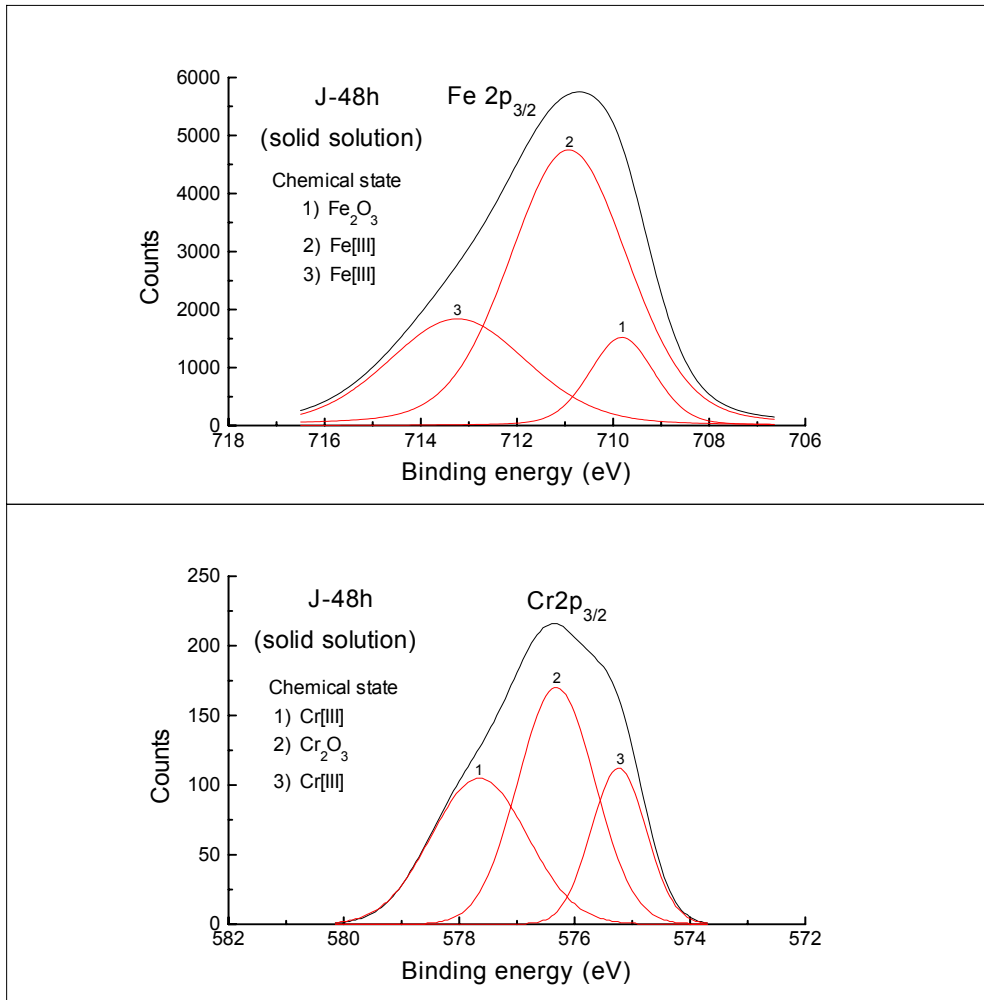 J-48h
(solid solution)
Fe 2p3/2
Chemical state
1) Fe2O3
2) Fe[III]
3) Fe[III]
Counts
6000
5000
4000
3000
2000
1000
0
1
2
3
718 716 714 712 710 708 706
Binding energy (eV)
J-48h
(solid solution)
Cr2p3/2
Chemical state
1) Cr[III]
2) Cr2O3
3) Cr[III]
Counts
250
200
150
100
50
0
1
2
3
582 580 578 576 574 572
Binding energy (eV)